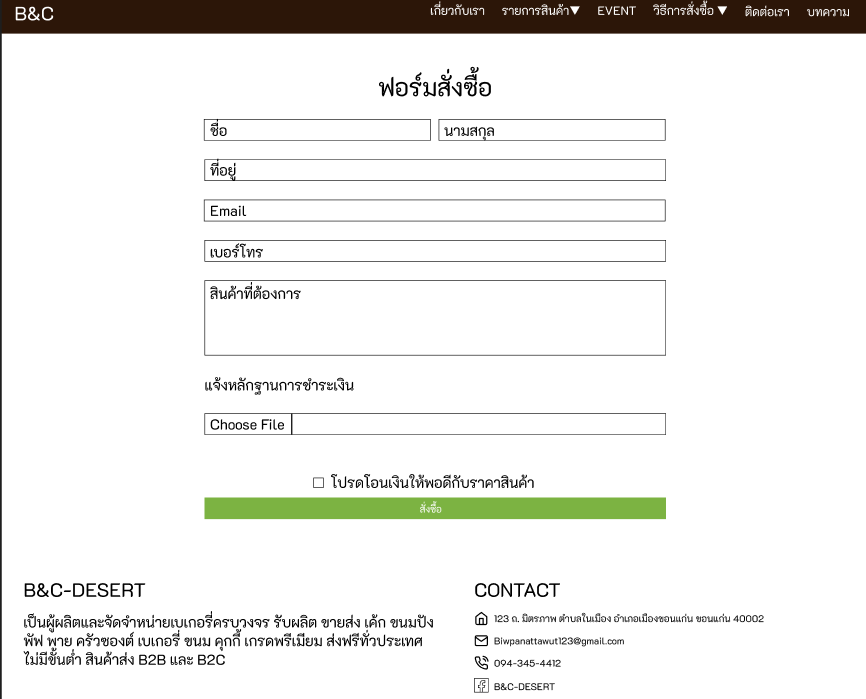 B&C
เกี่ยวกับเรา รายการสินค้า▼ EVENT วิธีการสั่งซื้อ ▼ ติดต่อเรา บทความ
ฟอร์มสั่งซื้อ
ชื่อ นามสกุล
ที่อยู่
Email
เบอร์โทร
สินค้าที่ต้องการ
แจ้งหลักฐานการชำระเงิน
Choose File
โปรดโอนเงินให้พอดีกับราคาสินค้า
สั่งซื้อ
B&C-DESERT
เป็นผู้ผลิตและจัดจำหน่ายเบเกอรี่ครบวงจร รับผลิต ขายส่ง เค้ก ขนมปัง
พัฟ พาย ครัวซองต์ เบเกอรี่ ขนม คุกกี้ เกรดพรีเมียม ส่งฟรีทั่วประเทศ
ไม่มีขั้นต่ำ สินค้าส่ง B2B และ B2C
CONTACT
123 ถ. มิตรภาพ ตำบลในเมือง อำเภอเมืองขอนแก่น ขอนแก่น 40002
Biwpanattawut123@gmail.com
094-345-4412
B&C-DESERT